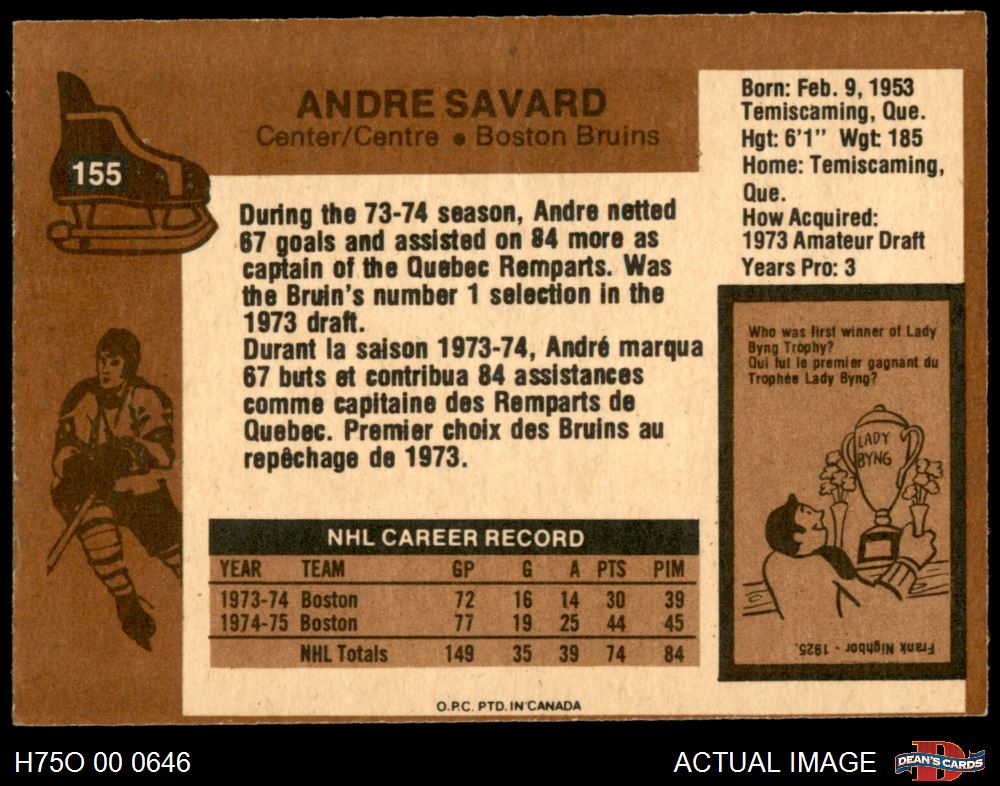 ANDRE SAVARD
Center/Centre • Boston Bruins
155
Born: Feb. 9, 1953
Temiscaming, Que.
Hgt: 6'1" Wgt: 185
Home: Temiscaming,
Que.
How Acquired:
1973 Amateur Draft
Years Pro: 3
During the 73-74 season, Andre netted
67 goals and assisted on 84 more as
captain of the Quebec Remparts. Was
the Bruin's number 1 selection in the
1973 draft.
Durant la saison 1973-74, André marqua
67 buts et contribua 84 assistances
comme capitaine des Remparts de
Quebec. Premier choix des Bruins au
repêchage de 1973.
Who was first winner of Lady
Byng Trophy?
Qui fut le premier gagnant du
Trophée Lady Byng?
LADY
BYNG
Frank Nighbor - 1925.
NHL CAREER RECORD
YEAR TEAM GP G A PTS PIM
1973-74 Boston 72 16 14 30 39
1974-75 Boston 77 19 25 44 45
NHL Totals 149 35 39 74 84
O.P.C. PTD. IN CANADA
H75O 00 0646
ACTUAL IMAGE
D
DEAN'S CARDS